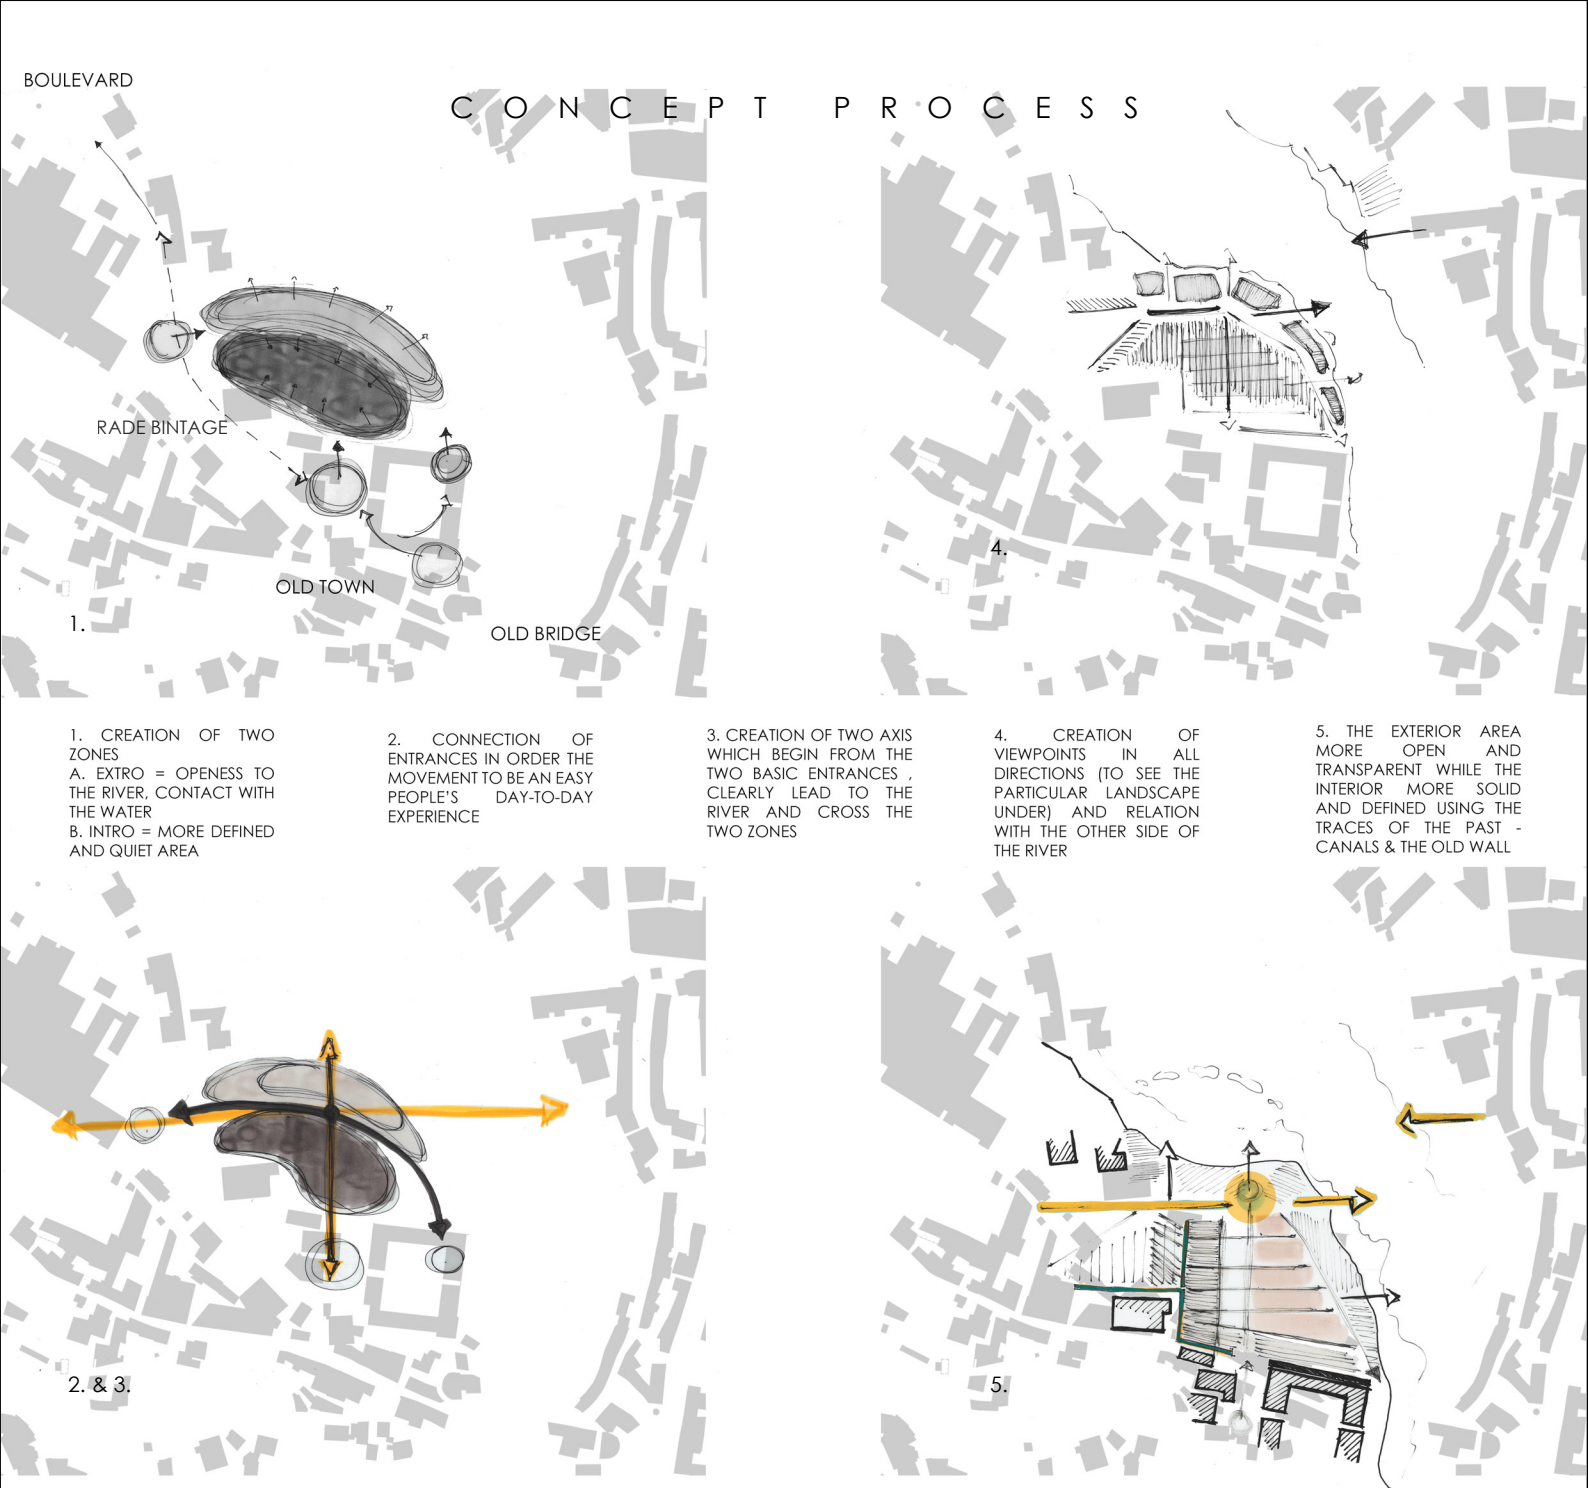 BOULEVARD
CONCEPT PROCESS
RADE BINTAGE
OLD TOWN
1.
OLD BRIDGE
4.
1. CREATION OF TWO
ZONES
A. EXTRO = OPENESS TO
THE RIVER, CONTACT WITH
THE WATER
B. INTRO = MORE DEFINED
AND QUIET AREA
2. CONNECTION OF
ENTRANCES IN ORDER THE
MOVEMENT TO BE AN EASY
PEOPLE'S DAY-TO-DAY
EXPERIENCE
3. CREATION OF TWO AXIS
WHICH BEGIN FROM THE
TWO BASIC ENTRANCES ,
CLEARLY LEAD TO THE
RIVER AND CROSS THE
TWO ZONES
4. CREATION OF
VIEWPOINTS IN ALL
DIRECTIONS (TO SEE THE
PARTICULAR LANDSCAPE
UNDER) AND RELATION
WITH THE OTHER SIDE OF
THE RIVER
5. THE EXTERIOR AREA
MORE OPEN AND
TRANSPARENT WHILE THE
INTERIOR MORE SOLID
AND DEFINED USING THE
TRACES OF THE PAST -
CANALS & THE OLD WALL
2. & 3.
5.